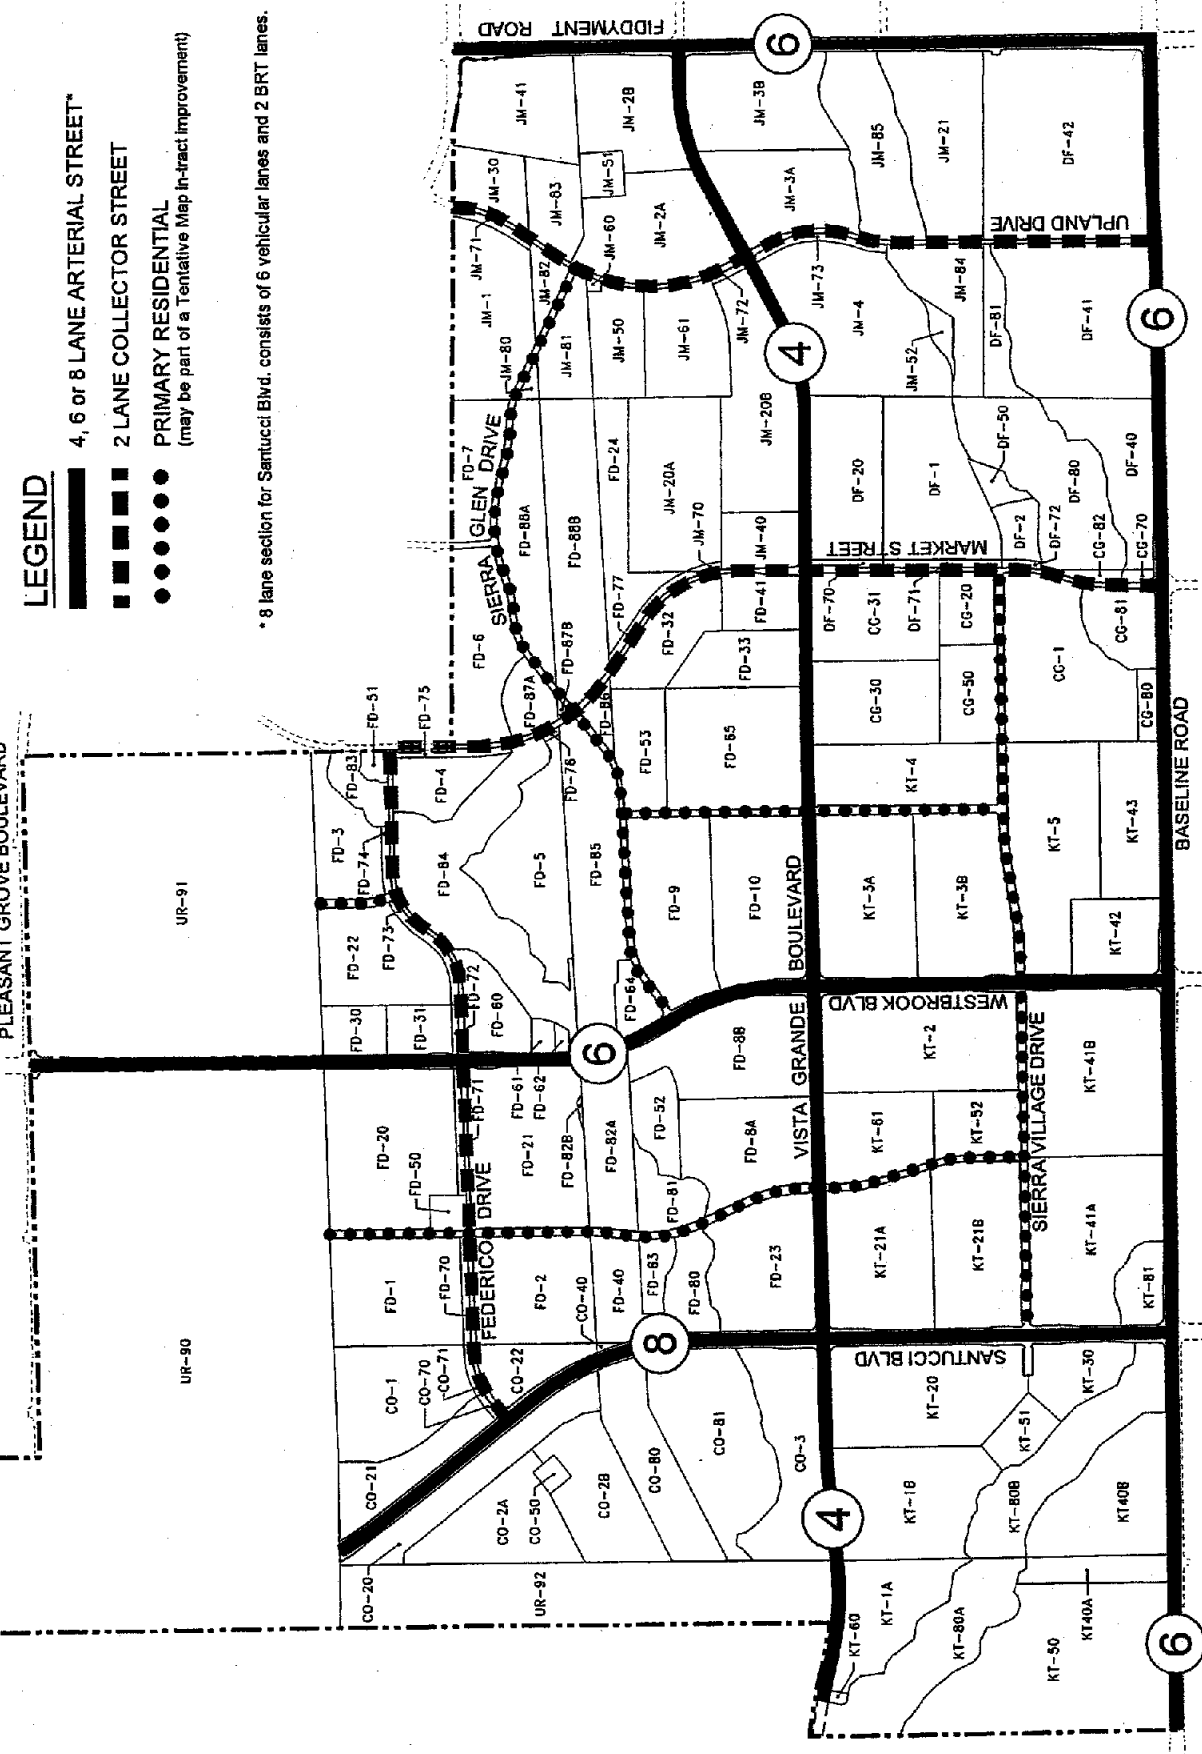 LEGEND
4, 6 or 8 LANE ARTERIAL STREET*
2 LANE COLLECTOR STREET
PRIMARY RESIDENTIAL
(may be part of a Tentative Map in-tract improvement)
* 8 lane section for Santucci Blvd. consists of 6 vehicular lanes and 2 BRT lanes.
PLEASANT GROVE BOULEVARD
FIDDYMENT ROAD
UPLAND DRIVE
SIERRA GLEN DRIVE
MARKET STREET
BASELINE ROAD
VISTA GRANDE BOULEVARD
WESTBROOK BLVD
SIERRA VILLAGE DRIVE
FEDERICO DRIVE
SANTUCCI BLVD
6
4
6
6
8
4
6
UR-90
UR-91
UR-92
JM-41
JM-2B
JM-3B
JM-85
JM-21
DF-42
JM-30
JM-83
JM-51
JM-60
JM-2A
JM-3A
JM-71
JM-82
JM-1
JM-80
JM-81
JM-50
JM-61
JM-72
JM-73
JM-4
JM-84
JM-52
DF-81
DF-41
FD-7
FD-88A
FD-88B
FD-24
JM-20A
JM-20B
JM-70
JM-40
DF-20
DF-1
DF-50
DF-80
DF-40
DF-2
DF-72
CG-82
CG-70
FD-6
FD-87A
FD-87B
FD-77
FD-32
FD-41
FD-33
DF-70
CG-31
DF-71
CG-20
CG-30
CG-50
CG-1
CG-81
CG-80
FD-51
FD-75
FD-83
FD-4
FD-3
FD-74
FD-84
FD-5
FD-76
FD-86
FD-53
FD-65
KT-4
KT-5
KT-43
KT-42
FD-22
FD-73
FD-72
FD-85
FD-9
FD-10
KT-3A
KT-3B
FD-30
FD-31
FD-60
FD-64
FD-61
FD-62
FD-71
FD-20
FD-50
FD-21
FD-82B
FD-82A
FD-52
FD-8B
FD-8A
FD-81
KT-2
KT-61
KT-52
KT-41B
KT-41A
KT-21A
KT-21B
KT-81
FD-1
FD-70
FD-2
CO-40
FD-40
FD-63
FD-80
FD-23
CO-1
CO-70
CO-71
CO-22
CO-21
CO-20
CO-2A
CO-50
CO-2B
CO-80
CO-81
CO-3
KT-20
KT-30
KT-51
KT-1B
KT-80B
KT40B
KT-1A
KT-60
KT-80A
KT-50
KT40A